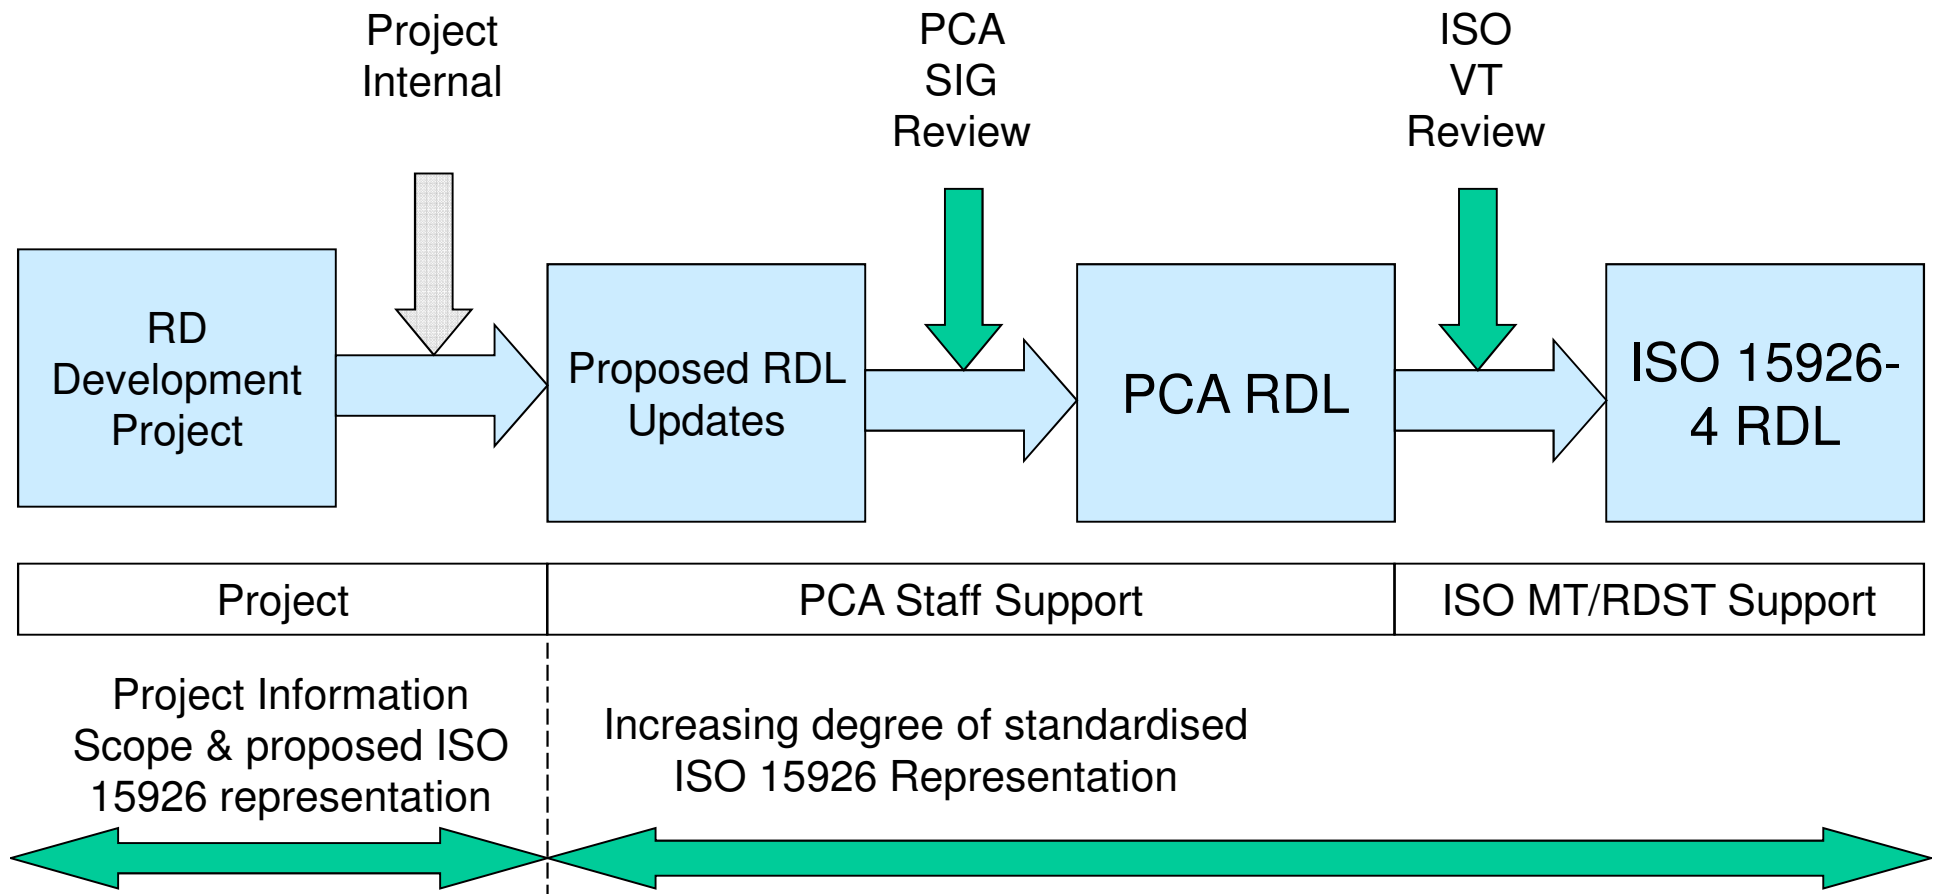 Project
Internal
PCA
SIG
Review
ISO
VT
Review
RD
Development
Project
Proposed RDL
Updates
PCA RDL
ISO 15926-
4 RDL
Project
PCA Staff Support
ISO MT/RDST Support
Project Information
Scope & proposed ISO
15926 representation
Increasing degree of standardised
ISO 15926 Representation